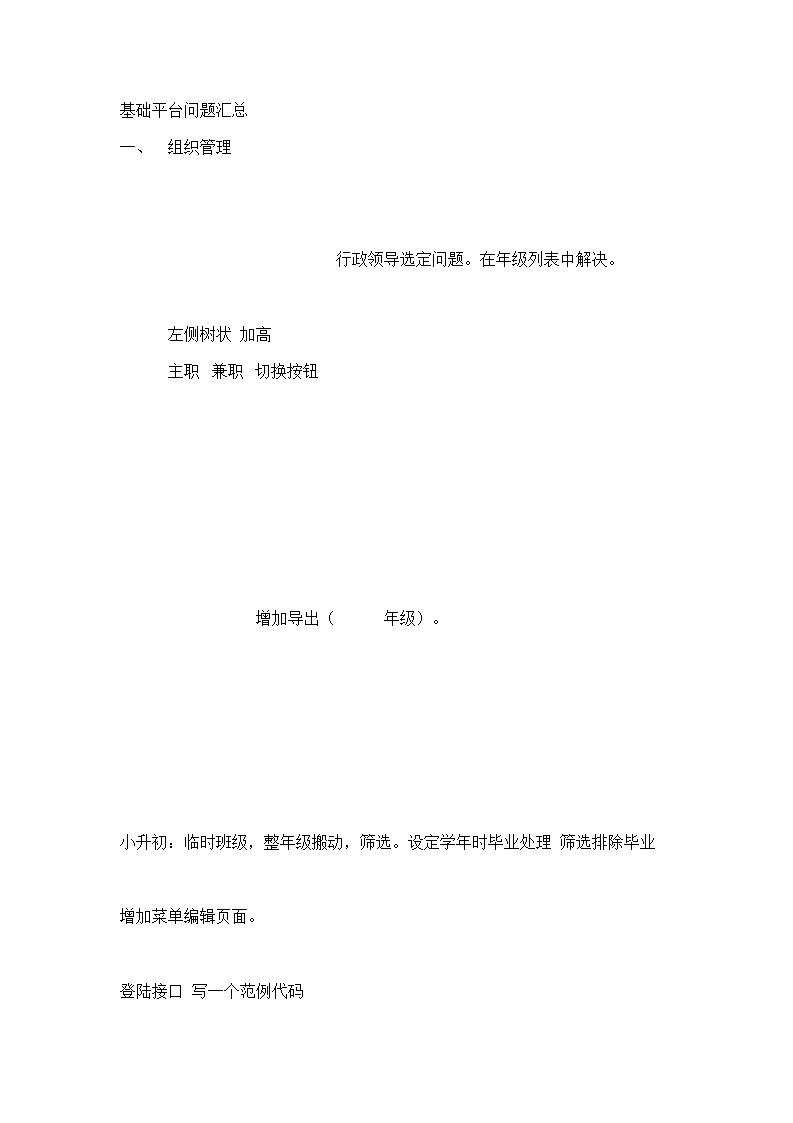 基础平台问题汇总
一、 组织管理
行政领导选定问题。在年级列表中解决。
左侧树状 加高
主职 兼职 切换按钮
增加导出（ 年级）。
小升初：临时班级，整年级搬动，筛选。设定学年时毕业处理 筛选排除毕业
增加菜单编辑页面。
登陆接口 写一个范例代码